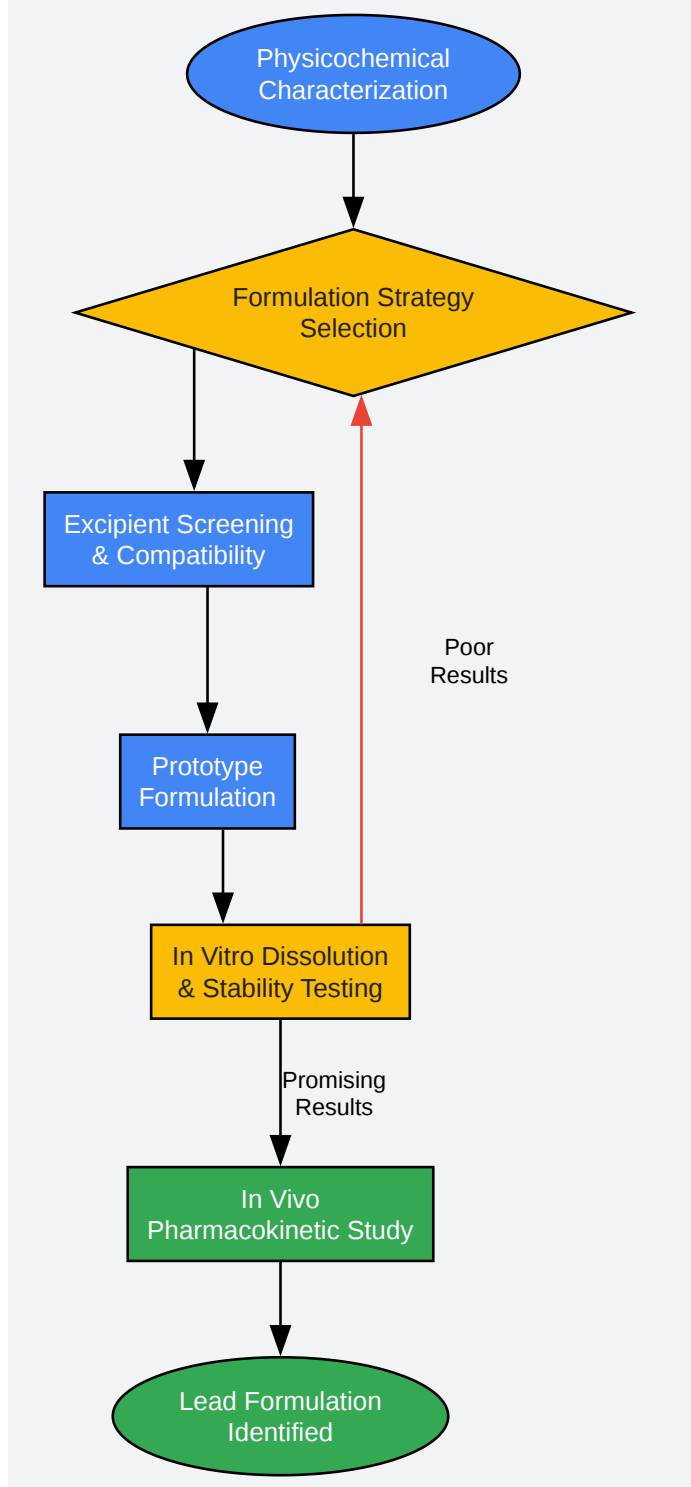 Physicochemical
Characterization
Formulation Strategy
Selection
Excipient Screening
& Compatibility
Poor
Results
Prototype
Formulation
In Vitro Dissolution
& Stability Testing
Promising
Results
In Vivo
Pharmacokinetic Study
Lead Formulation
Identified